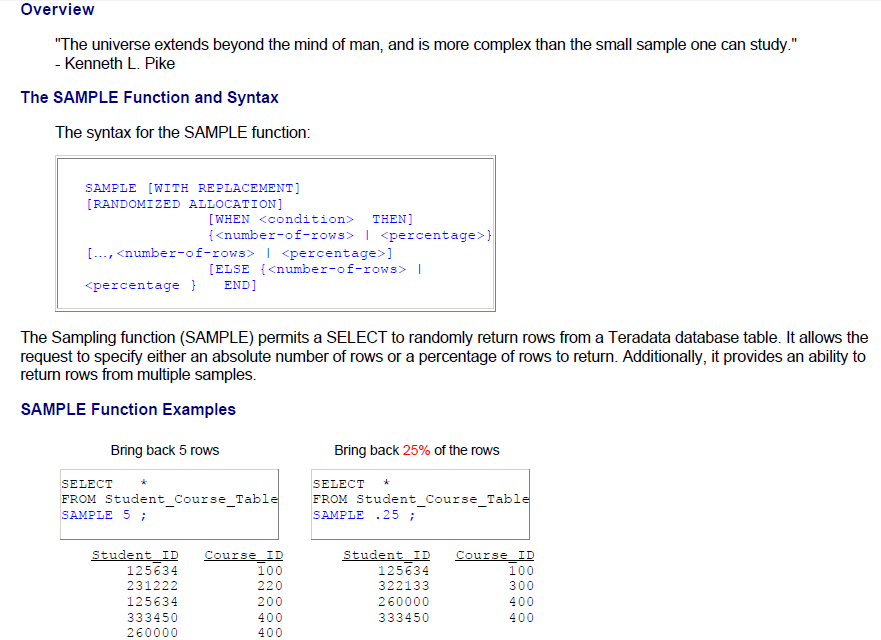 Overview
"The universe extends beyond the mind of man, and is more complex than the small sample one can study."
- Kenneth L. Pike
The SAMPLE Function and Syntax
The syntax for the SAMPLE function:
SAMPLE [WITH REPLACEMENT]
[RANDOMIZED ALLOCATION]
[WHEN <condition>  THEN]
{<number-of-rows> | <percentage>}
[...,<number-of-rows> | <percentage>]
[ELSE {<number-of-rows> |
<percentage }   END]
The Sampling function (SAMPLE) permits a SELECT to randomly return rows from a Teradata database table. It allows the
request to specify either an absolute number of rows or a percentage of rows to return. Additionally, it provides an ability to
return rows from multiple samples.
SAMPLE Function Examples
Bring back 5 rows
SELECT   *
FROM Student_Course_Table
SAMPLE 5 ;
Student_ID Course_ID
125634 100
231222 220
125634 200
333450 400
260000 400
Bring back 25% of the rows
SELECT  *
FROM Student_Course_Table
SAMPLE .25 ;
Student_ID Course_ID
125634 100
322133 300
260000 400
333450 400